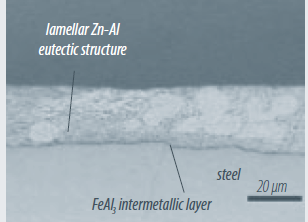 lamellar Zn-Al
eutectic structure
steel
20 µm
FeAl₃ intermetallic layer